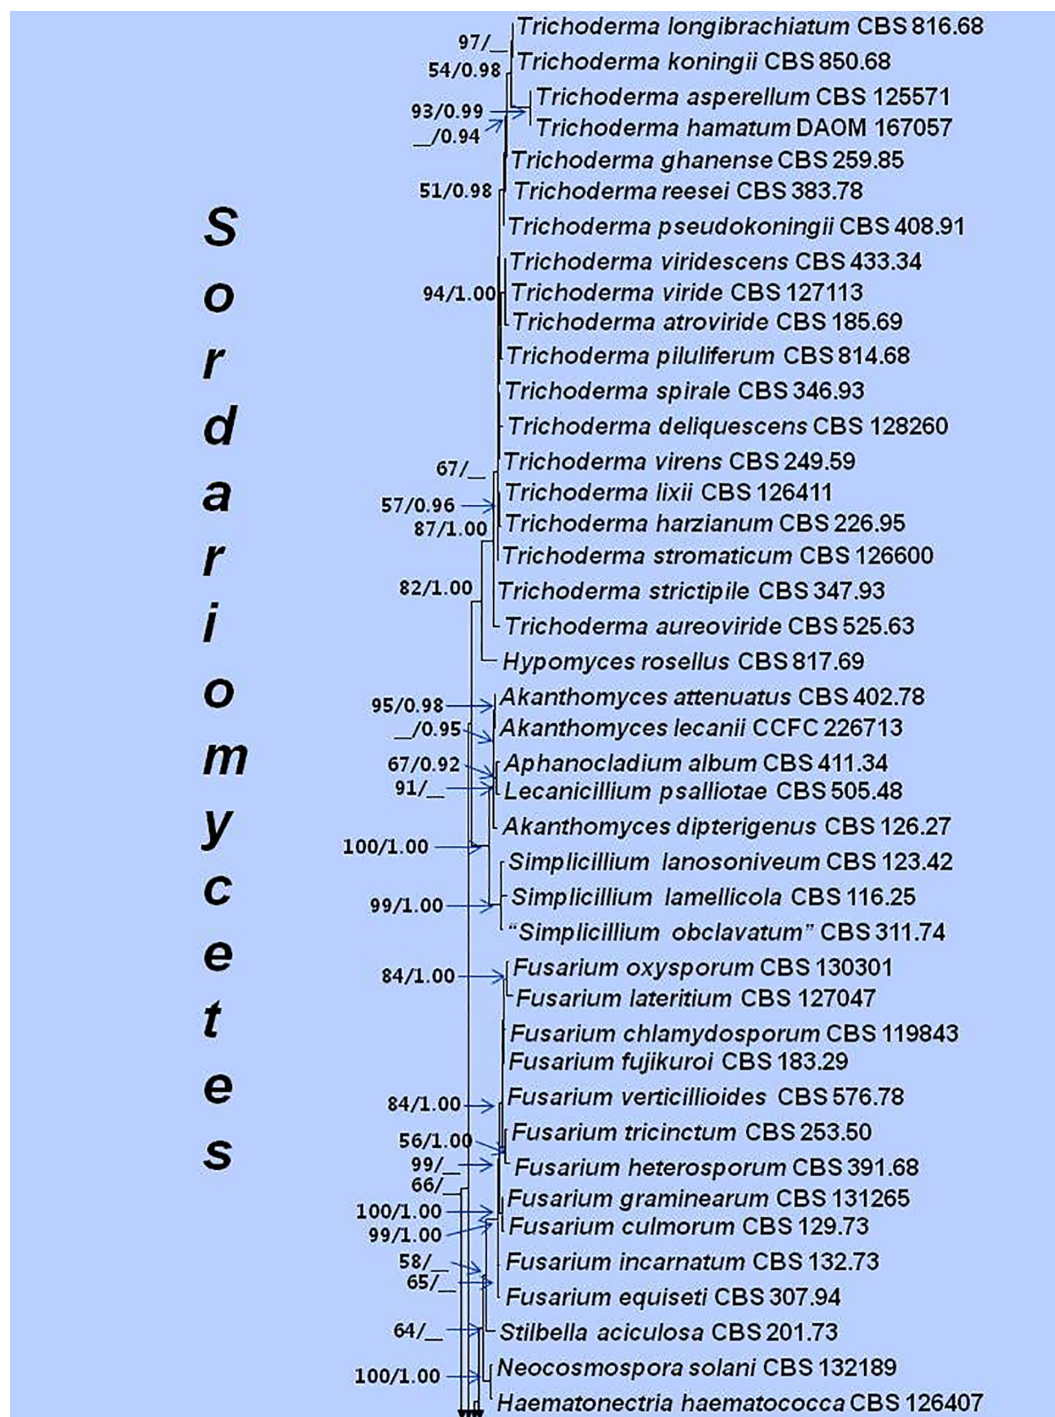 Sordariomycetes
Trichoderma longibrachiatum CBS 816.68
97/__
Trichoderma koningii CBS 850.68
54/0.98
Trichoderma asperellum CBS 125571
93/0.99
Trichoderma hamatum DAOM 167057
__/0.94
Trichoderma ghanense CBS 259.85
51/0.98
Trichoderma reesei CBS 383.78
Trichoderma pseudokoningii CBS 408.91
Trichoderma viridescens CBS 433.34
94/1.00
Trichoderma viride CBS 127113
Trichoderma atroviride CBS 185.69
Trichoderma piluliferum CBS 814.68
Trichoderma spirale CBS 346.93
Trichoderma deliquescens CBS 128260
Trichoderma virens CBS 249.59
67/__
Trichoderma lixii CBS 126411
57/0.96
Trichoderma harzianum CBS 226.95
87/1.00
Trichoderma stromaticum CBS 126600
82/1.00
Trichoderma strictipile CBS 347.93
Trichoderma aureoviride CBS 525.63
Hypomyces rosellus CBS 817.69
Akanthomyces attenuatus CBS 402.78
95/0.98
Akanthomyces lecanii CCFC 226713
__/0.95
Aphanocladium album CBS 411.34
67/0.92
Lecanicillium psalliotae CBS 505.48
91/__
Akanthomyces dipterigenus CBS 126.27
100/1.00
Simplicillium lanosoniveum CBS 123.42
Simplicillium lamellicola CBS 116.25
99/1.00
“Simplicillium obclavatum” CBS 311.74
Fusarium oxysporum CBS 130301
84/1.00
Fusarium lateritium CBS 127047
Fusarium chlamydosporum CBS 119843
Fusarium fujikuroi CBS 183.29
Fusarium verticillioides CBS 576.78
84/1.00
Fusarium tricinctum CBS 253.50
56/1.00
Fusarium heterosporum CBS 391.68
99/__
66/__
Fusarium graminearum CBS 131265
100/1.00
Fusarium culmorum CBS 129.73
99/1.00
Fusarium incarnatum CBS 132.73
58/__
65/__
Fusarium equiseti CBS 307.94
64/__
Stilbella aciculosa CBS 201.73
Neocosmospora solani CBS 132189
100/1.00
Haematonectria haematococca CBS 126407